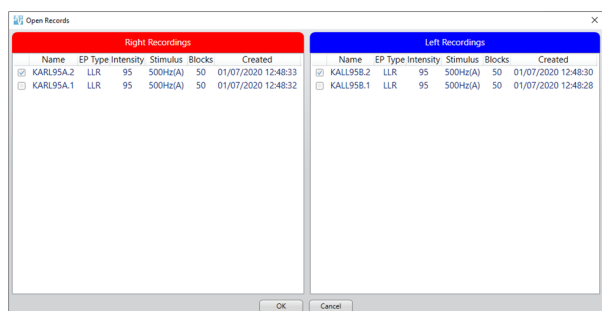 Open Records
Right Recordings
Name EP Type Intensity Stimulus Blocks Created
KARL95A.2 LLR 95 500Hz(A) 50 01/07/2020 12:48:33
KARL95A.1 LLR 95 500Hz(A) 50 01/07/2020 12:48:32
Left Recordings
Name EP Type Intensity Stimulus Blocks Created
KALL95B.2 LLR 95 500Hz(A) 50 01/07/2020 12:48:30
KALL95B.1 LLR 95 500Hz(A) 50 01/07/2020 12:48:28
OK
Cancel